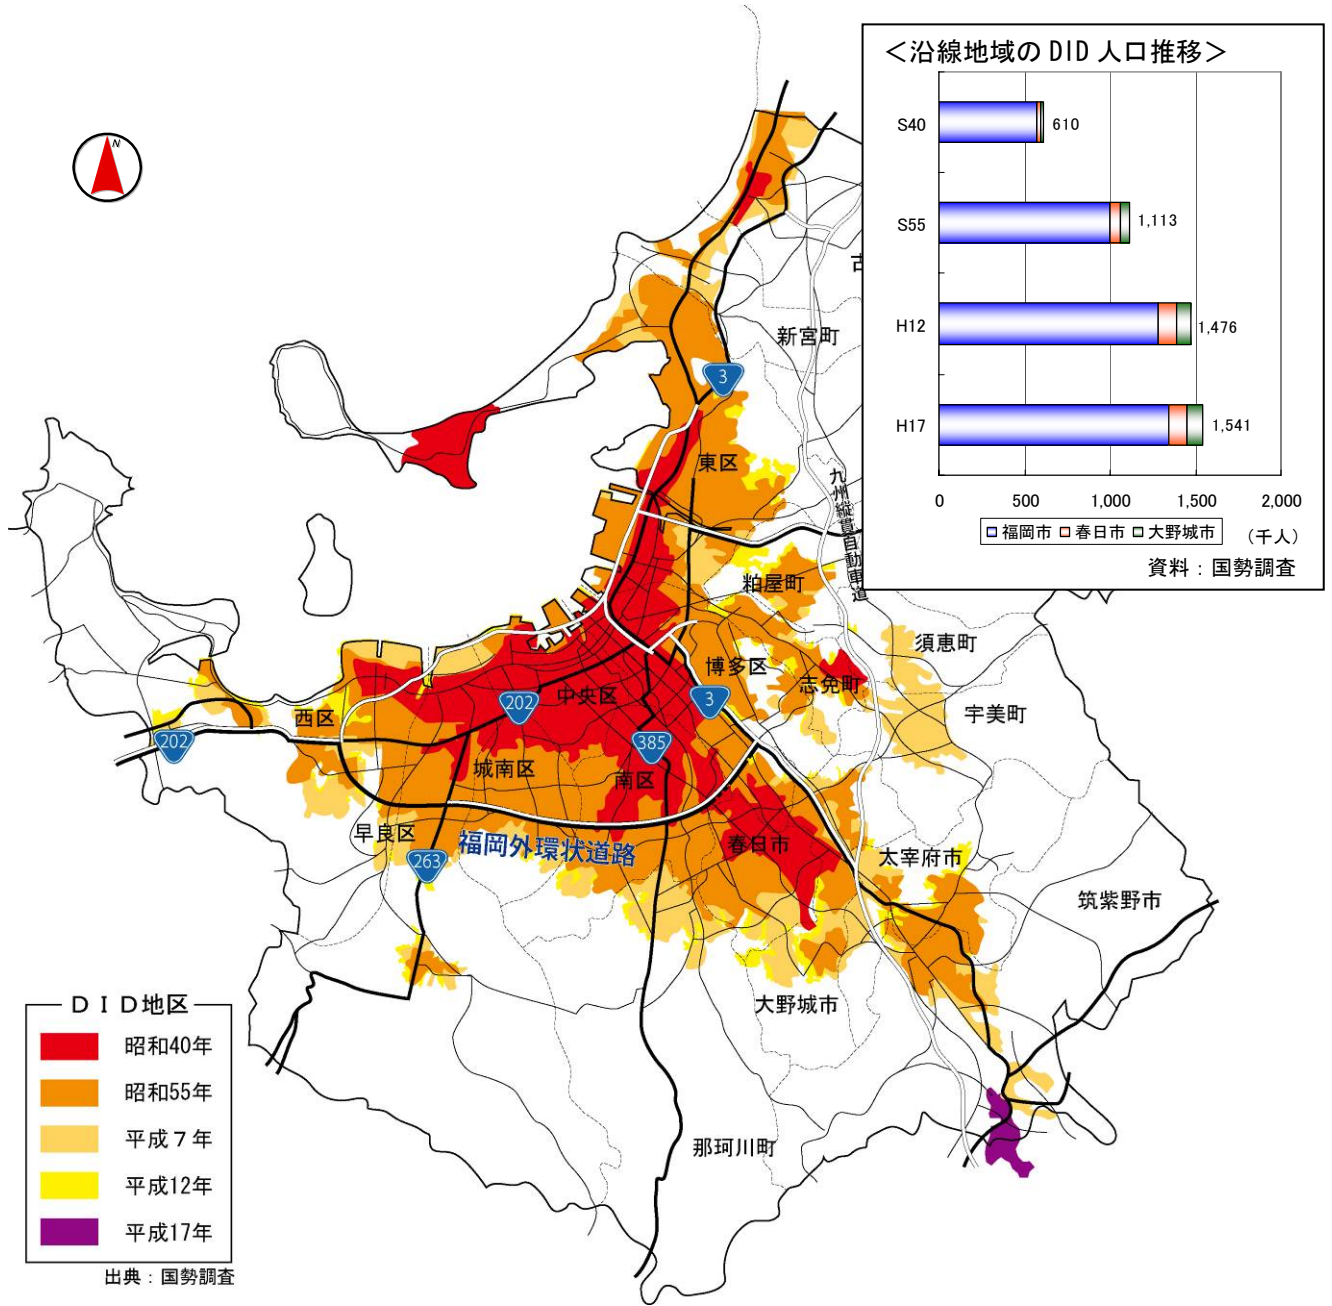 <沿線地域のDID人口推移>
S40
610
S55
1,113
H12
1,476
H17
1,541
0
500
1,000
1,500
2,000
福岡市
春日市
大野城市
(千人)
資料:国勢調査
N
古
新宮町
3
東区
九州縦貫自動車道
粕屋町
須恵町
博多区
志免町
中央区
3
202
宇美町
西区
202
385
城南区
南区
早良区
福岡外環状道路
春日市
263
太宰府市
筑紫野市
大野城市
那珂川町
DID地区
昭和40年
昭和55年
平成7年
平成12年
平成17年
出典:国勢調査